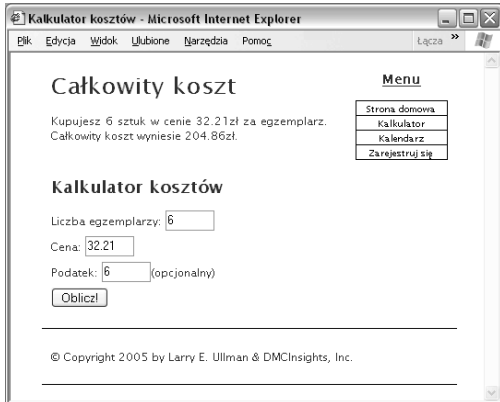 Kalkulator kosztów - Microsoft Internet Explorer
Plik Edycja Widok Ulubione Narzędzia Pomoc Łącza »
Całkowity koszt
Kupujesz 6 sztuk w cenie 32.21zł za egzemplarz.
Całkowity koszt wyniesie 204.86zł.
Menu
Strona domowa
Kalkulator
Kalendarz
Zarejestruj się
Kalkulator kosztów
Liczba egzemplarzy: 6
Cena: 32.21
Podatek: 6 (opcjonalny)
Oblicz!
© Copyright 2005 by Larry E. Ullman & DMCInsights, Inc.